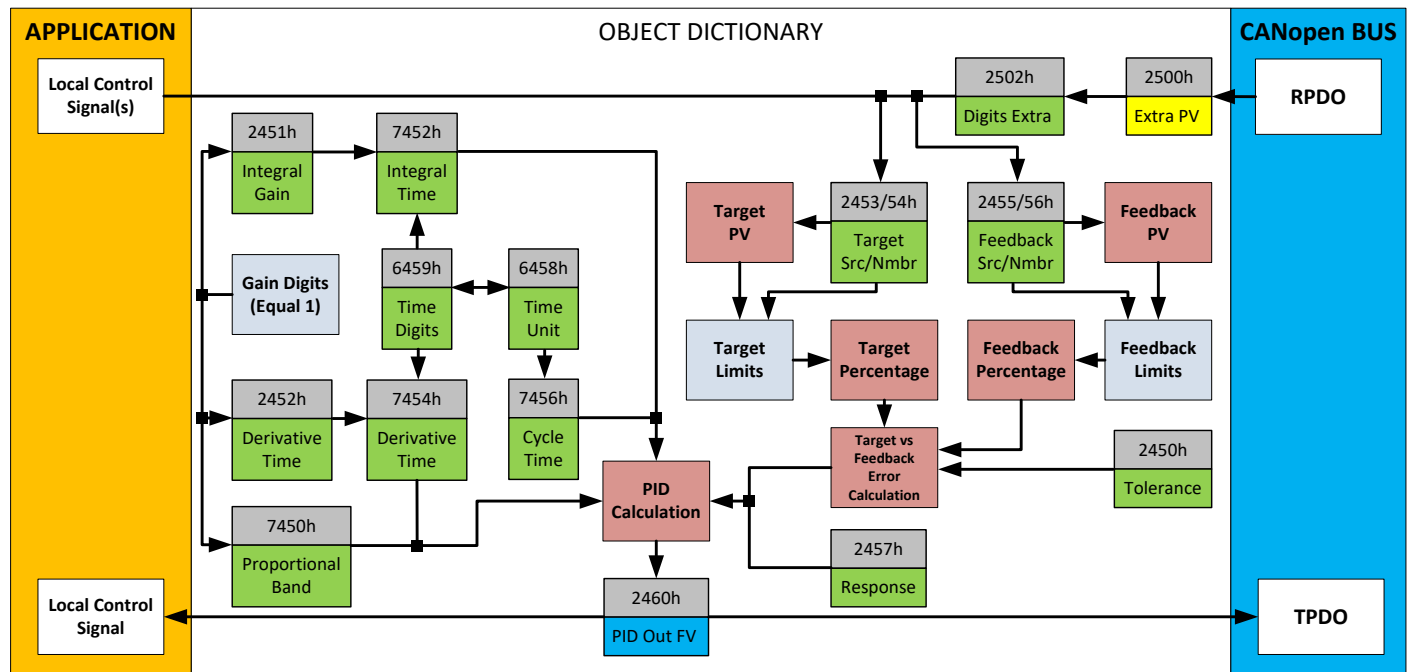 APPLICATION
OBJECT DICTIONARY
CANopen BUS
Local Control
Signal(s)
2502h
Digits Extra
2500h
Extra PV
RPDO
2451h
Integral
Gain
7452h
Integral
Time
Target
PV
2453/54h
Target
Src/Nmbr
2455/56h
Feedback
Src/Nmbr
Feedback
PV
Gain Digits
(Equal 1)
6459h
Time
Digits
6458h
Time
Unit
Target
Limits
Target
Percentage
Feedback
Percentage
Feedback
Limits
2452h
Derivative
Time
7454h
Derivative
Time
7456h
Cycle
Time
Target vs
Feedback
Error
Calculation
2450h
Tolerance
PID
Calculation
7450h
Proportional
Band
2457h
Response
Local Control
Signal
2460h
PID Out FV
TPDO